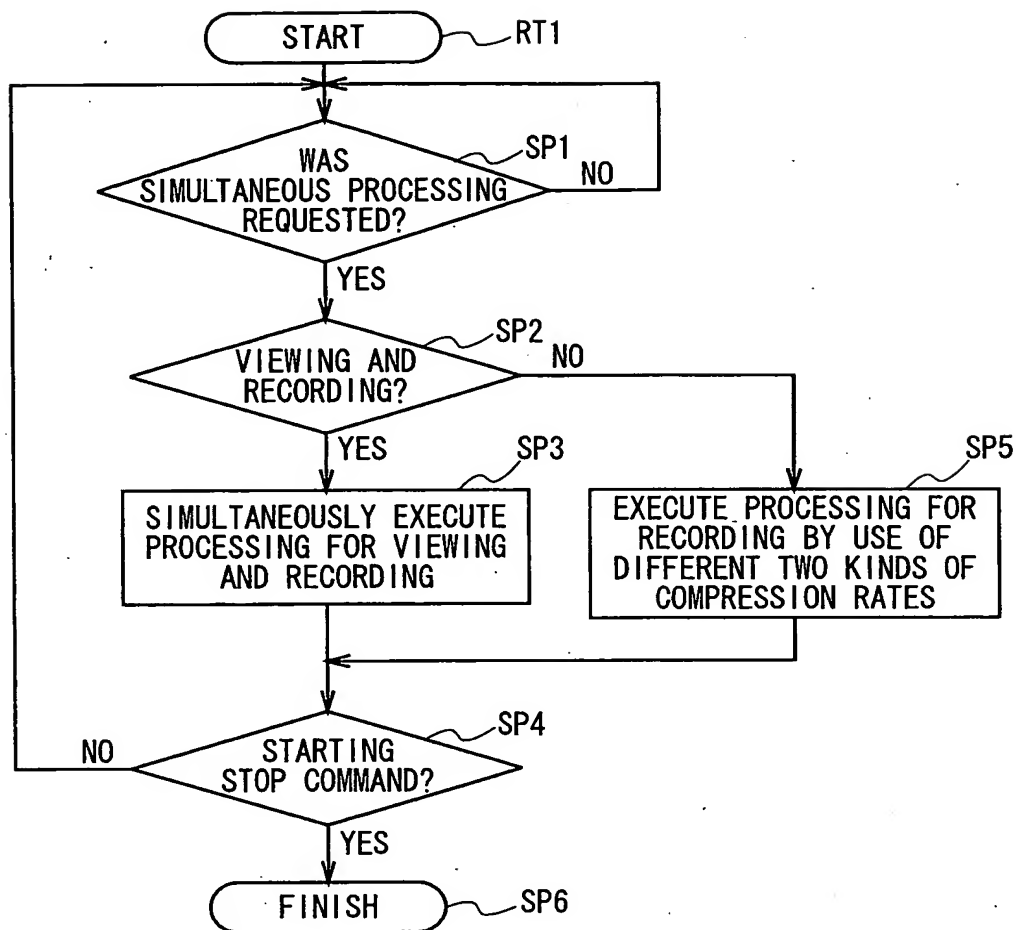 START
RT1
WAS
SIMULTANEOUS PROCESSING
REQUESTED?
SP1
NO
YES
VIEWING AND
RECORDING?
SP2
NO
YES
SIMULTANEOUSLY EXECUTE
PROCESSING FOR VIEWING
AND RECORDING
SP3
EXECUTE PROCESSING FOR
RECORDING BY USE OF
DIFFERENT TWO KINDS OF
COMPRESSION RATES
SP5
STARTING
STOP COMMAND?
SP4
NO
YES
FINISH
SP6